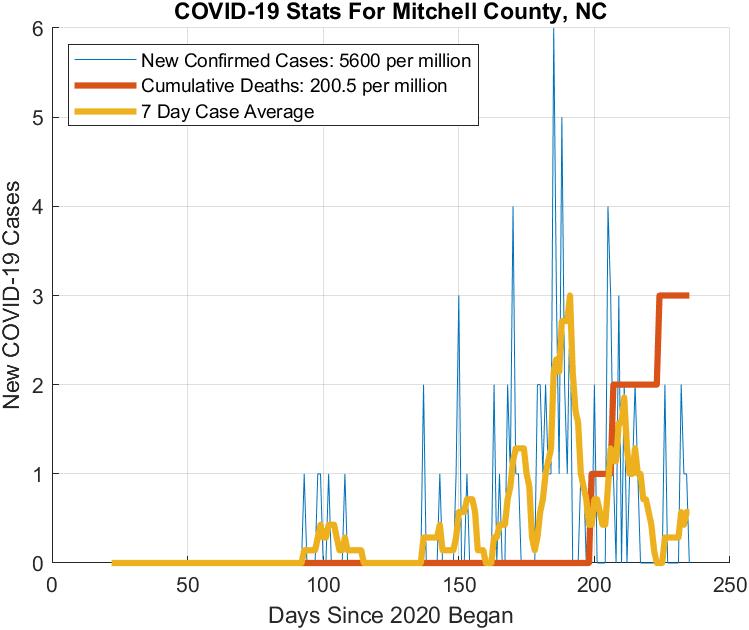 COVID-19 Stats For Mitchell County, NC
New Confirmed Cases: 5600 per million
Cumulative Deaths: 200.5 per million
7 Day Case Average
New COVID-19 Cases
6
5
4
3
2
1
0
0 50 100 150 200 250
Days Since 2020 Began